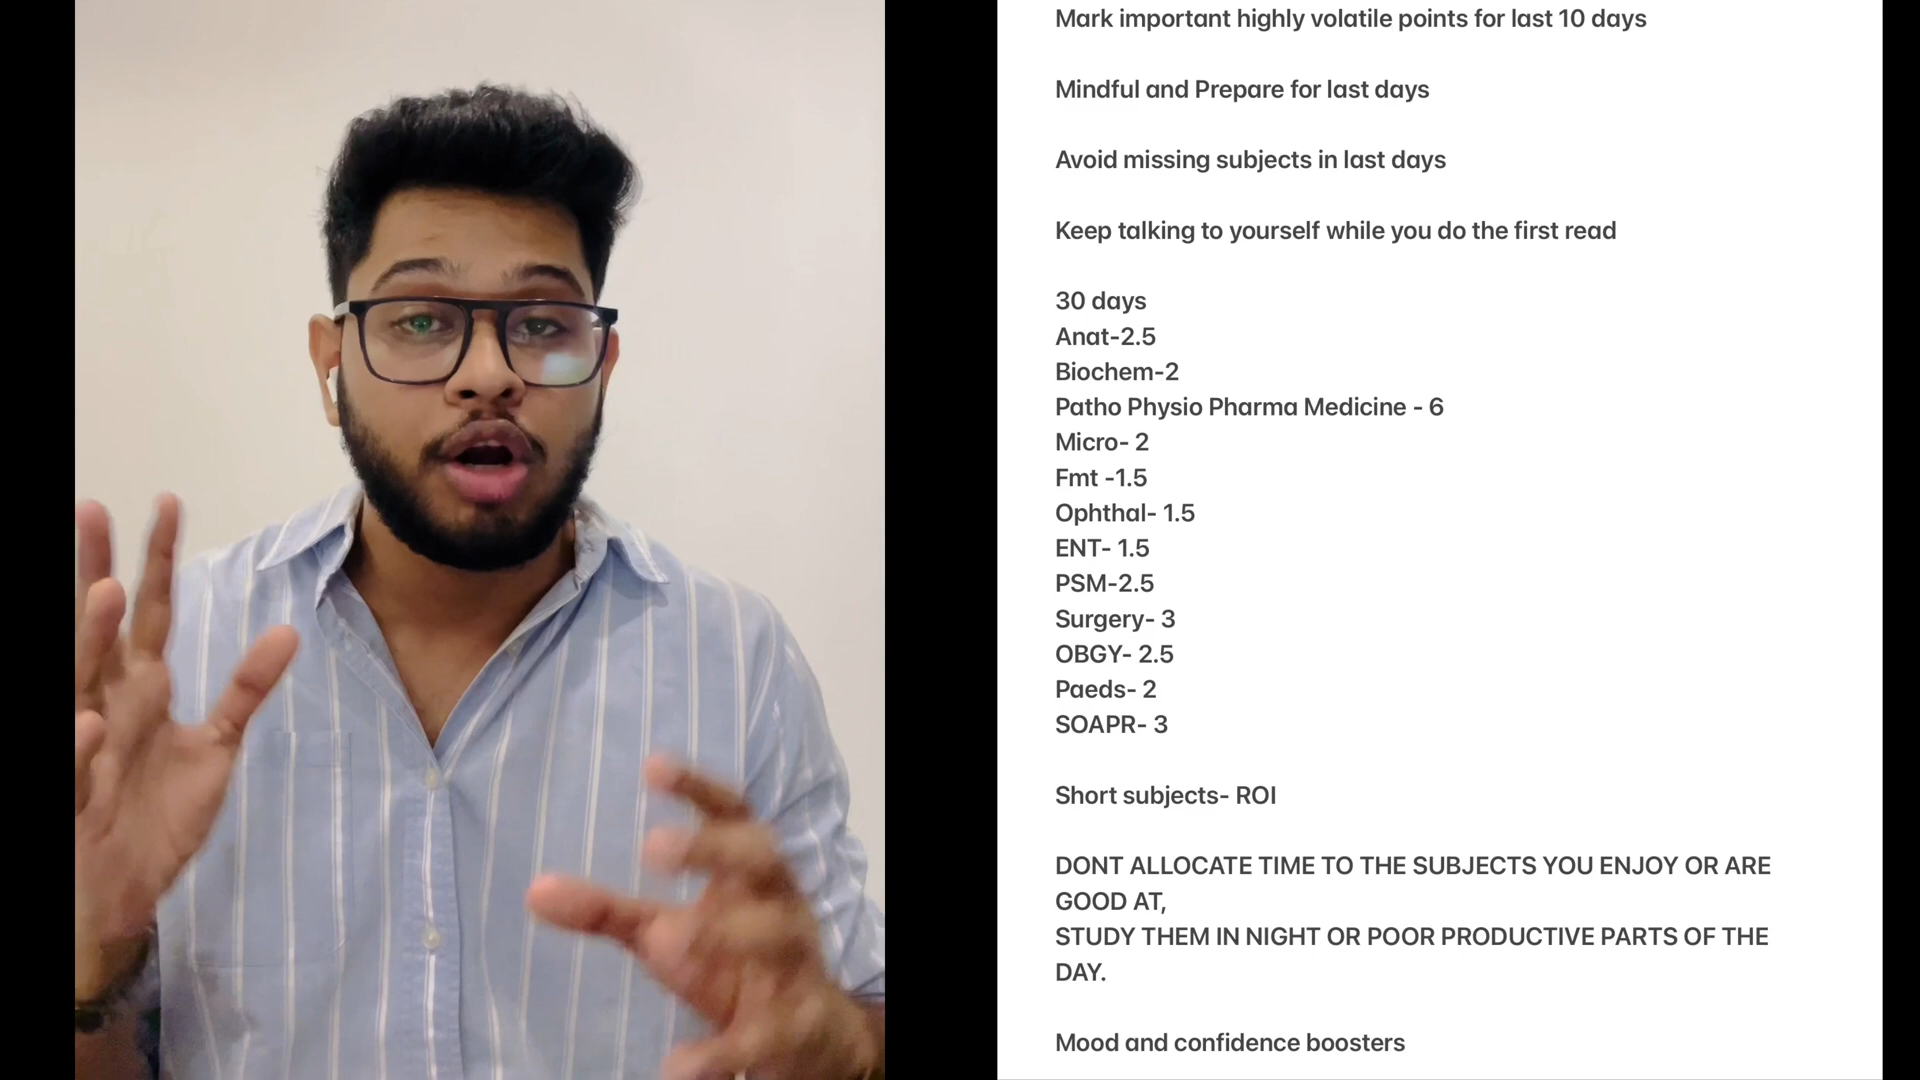 Mark important highly volatile points for last 10 days
Mindful and Prepare for last days
Avoid missing subjects in last days
Keep talking to yourself while you do the first read
30 days
Anat-2.5
Biochem-2
Patho Physio Pharma Medicine - 6
Micro- 2
Fmt -1.5
Ophthal- 1.5
ENT- 1.5
PSM-2.5
Surgery- 3
OBGY- 2.5
Paeds- 2
SOAPR- 3
Short subjects- ROI
DONT ALLOCATE TIME TO THE SUBJECTS YOU ENJOY OR ARE
GOOD AT,
STUDY THEM IN NIGHT OR POOR PRODUCTIVE PARTS OF THE
DAY.
Mood and confidence boosters